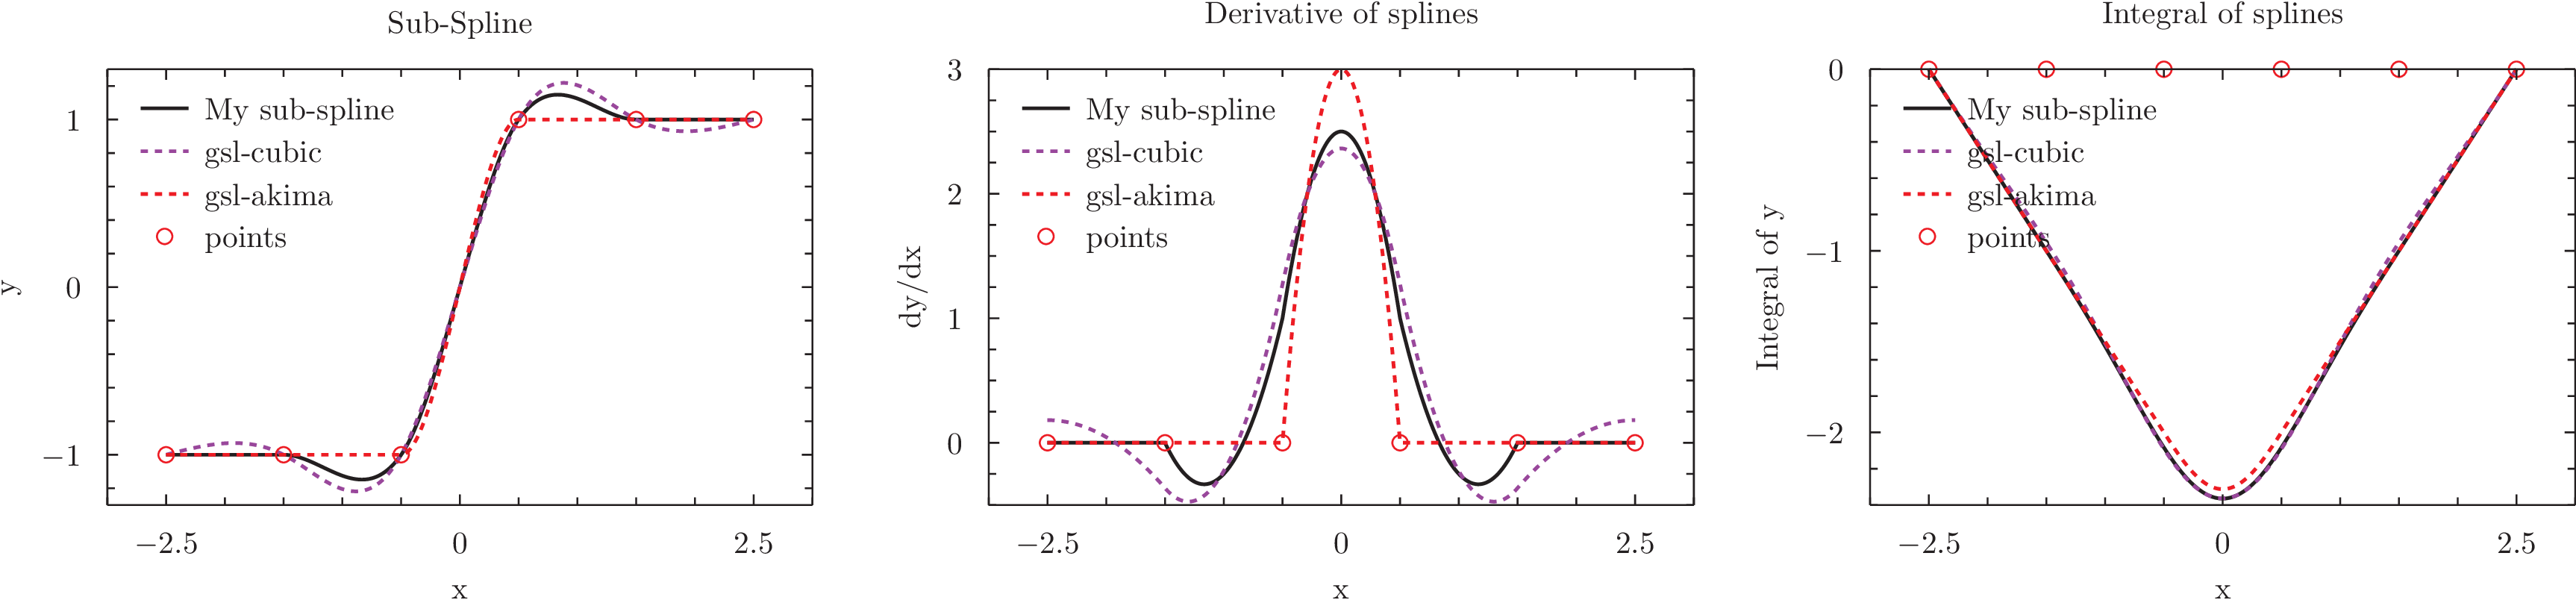 Sub-Spline
My sub-spline
gsl-cubic
gsl-akima
points
1
0
−1
y
−2.5
0
2.5
x
Derivative of splines
My sub-spline
gsl-cubic
gsl-akima
points
3
2
1
0
dy/dx
−2.5
0
2.5
x
Integral of splines
My sub-spline
gsl-cubic
gsl-akima
points
0
−1
−2
Integral of y
−2.5
0
2.5
x